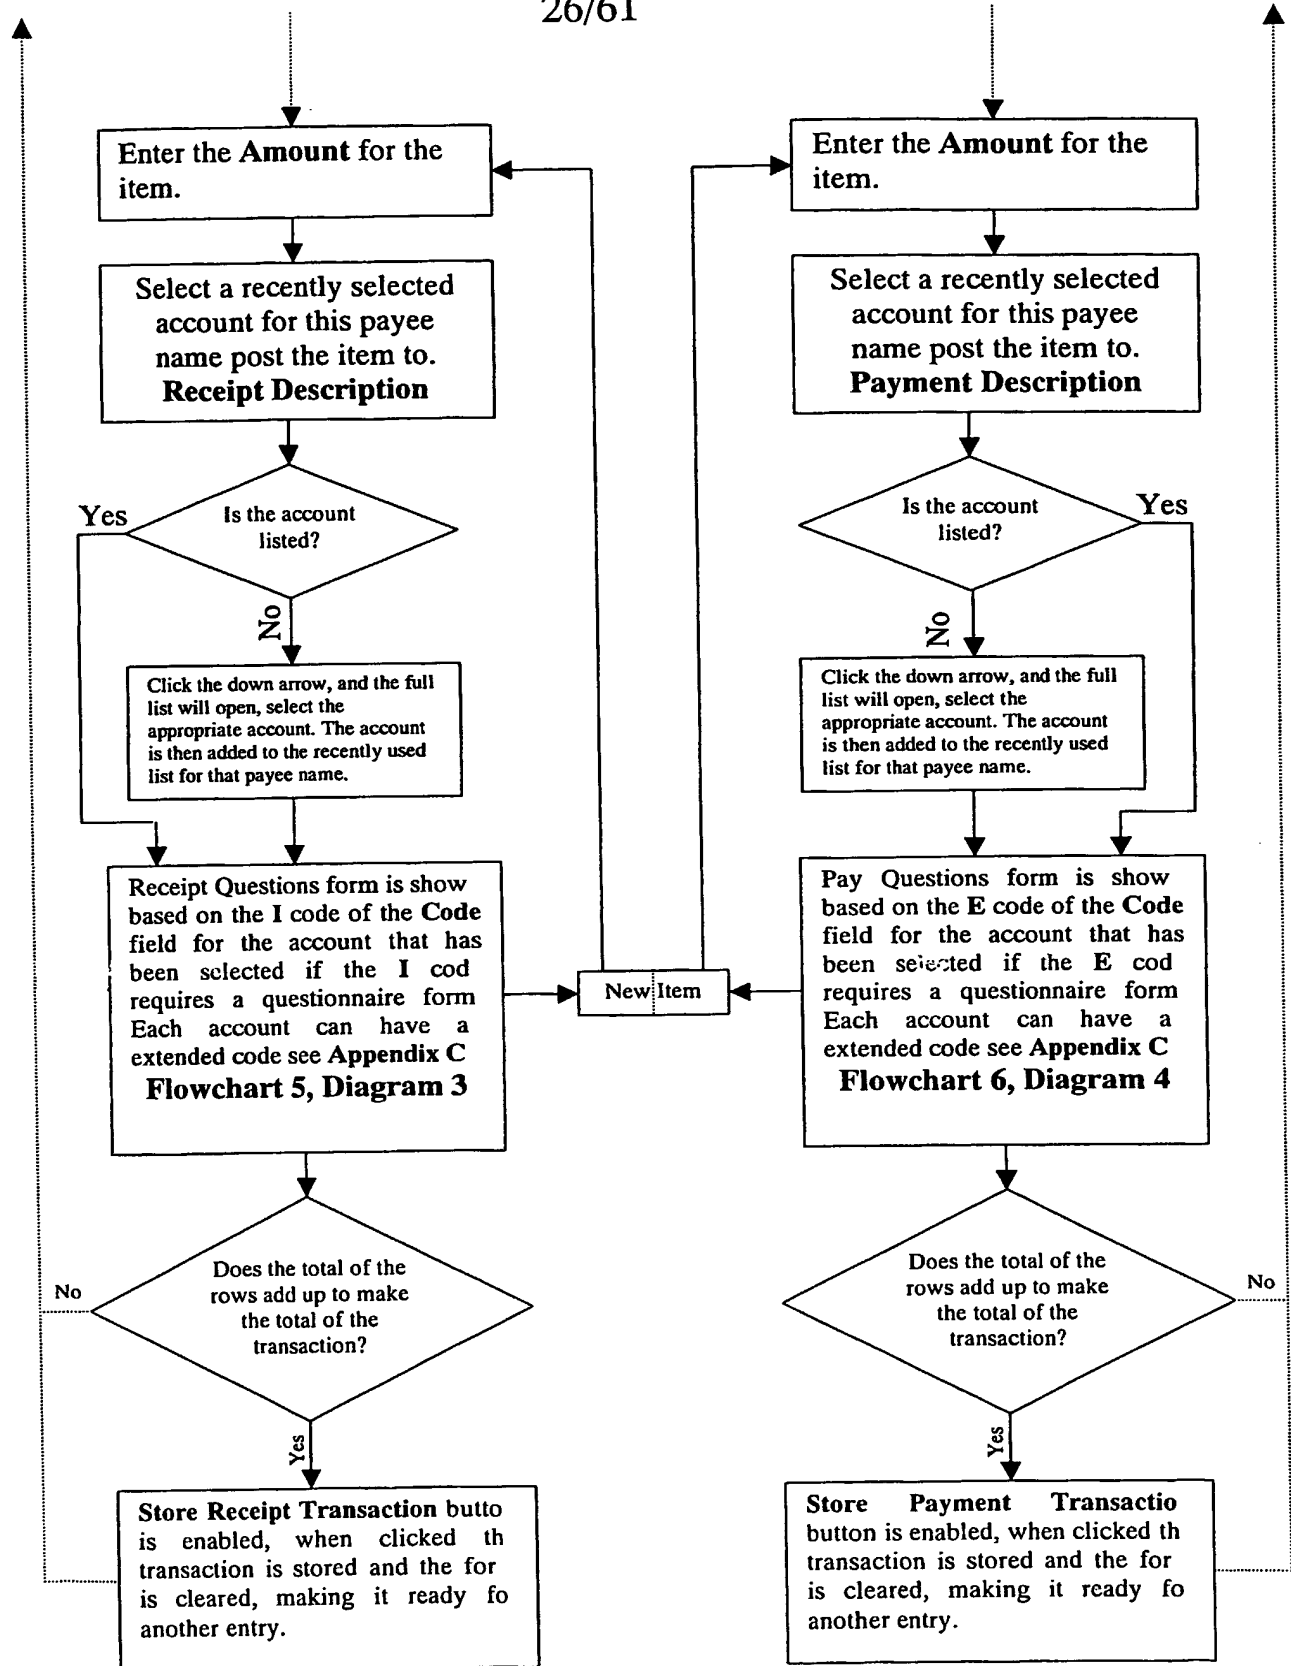 26/61
Enter the Amount for the
item.
Select a recently selected
account for this payee
name post the item to.
Receipt Description
Is the account
listed?
Yes
No
Click the down arrow, and the full
list will open, select the
appropriate account. The account
is then added to the recently used
list for that payee name.
Receipt Questions form is show
based on the I code of the Code
field for the account that has
been selected if the I cod
requires a questionnaire form
Each account can have a
extended code see Appendix C
Flowchart 5, Diagram 3
Does the total of the
rows add up to make
the total of the
transaction?
No
Yes
Store Receipt Transaction butto
is enabled, when clicked th
transaction is stored and the for
is cleared, making it ready fo
another entry.
New Item
Enter the Amount for the
item.
Select a recently selected
account for this payee
name post the item to.
Payment Description
Is the account
listed?
Yes
No
Click the down arrow, and the full
list will open, select the
appropriate account. The account
is then added to the recently used
list for that payee name.
Pay Questions form is show
based on the E code of the Code
field for the account that has
been selected if the E cod
requires a questionnaire form
Each account can have a
extended code see Appendix C
Flowchart 6, Diagram 4
Does the total of the
rows add up to make
the total of the
transaction?
No
Yes
Store Payment Transactio
button is enabled, when clicked th
transaction is stored and the for
is cleared, making it ready fo
another entry.